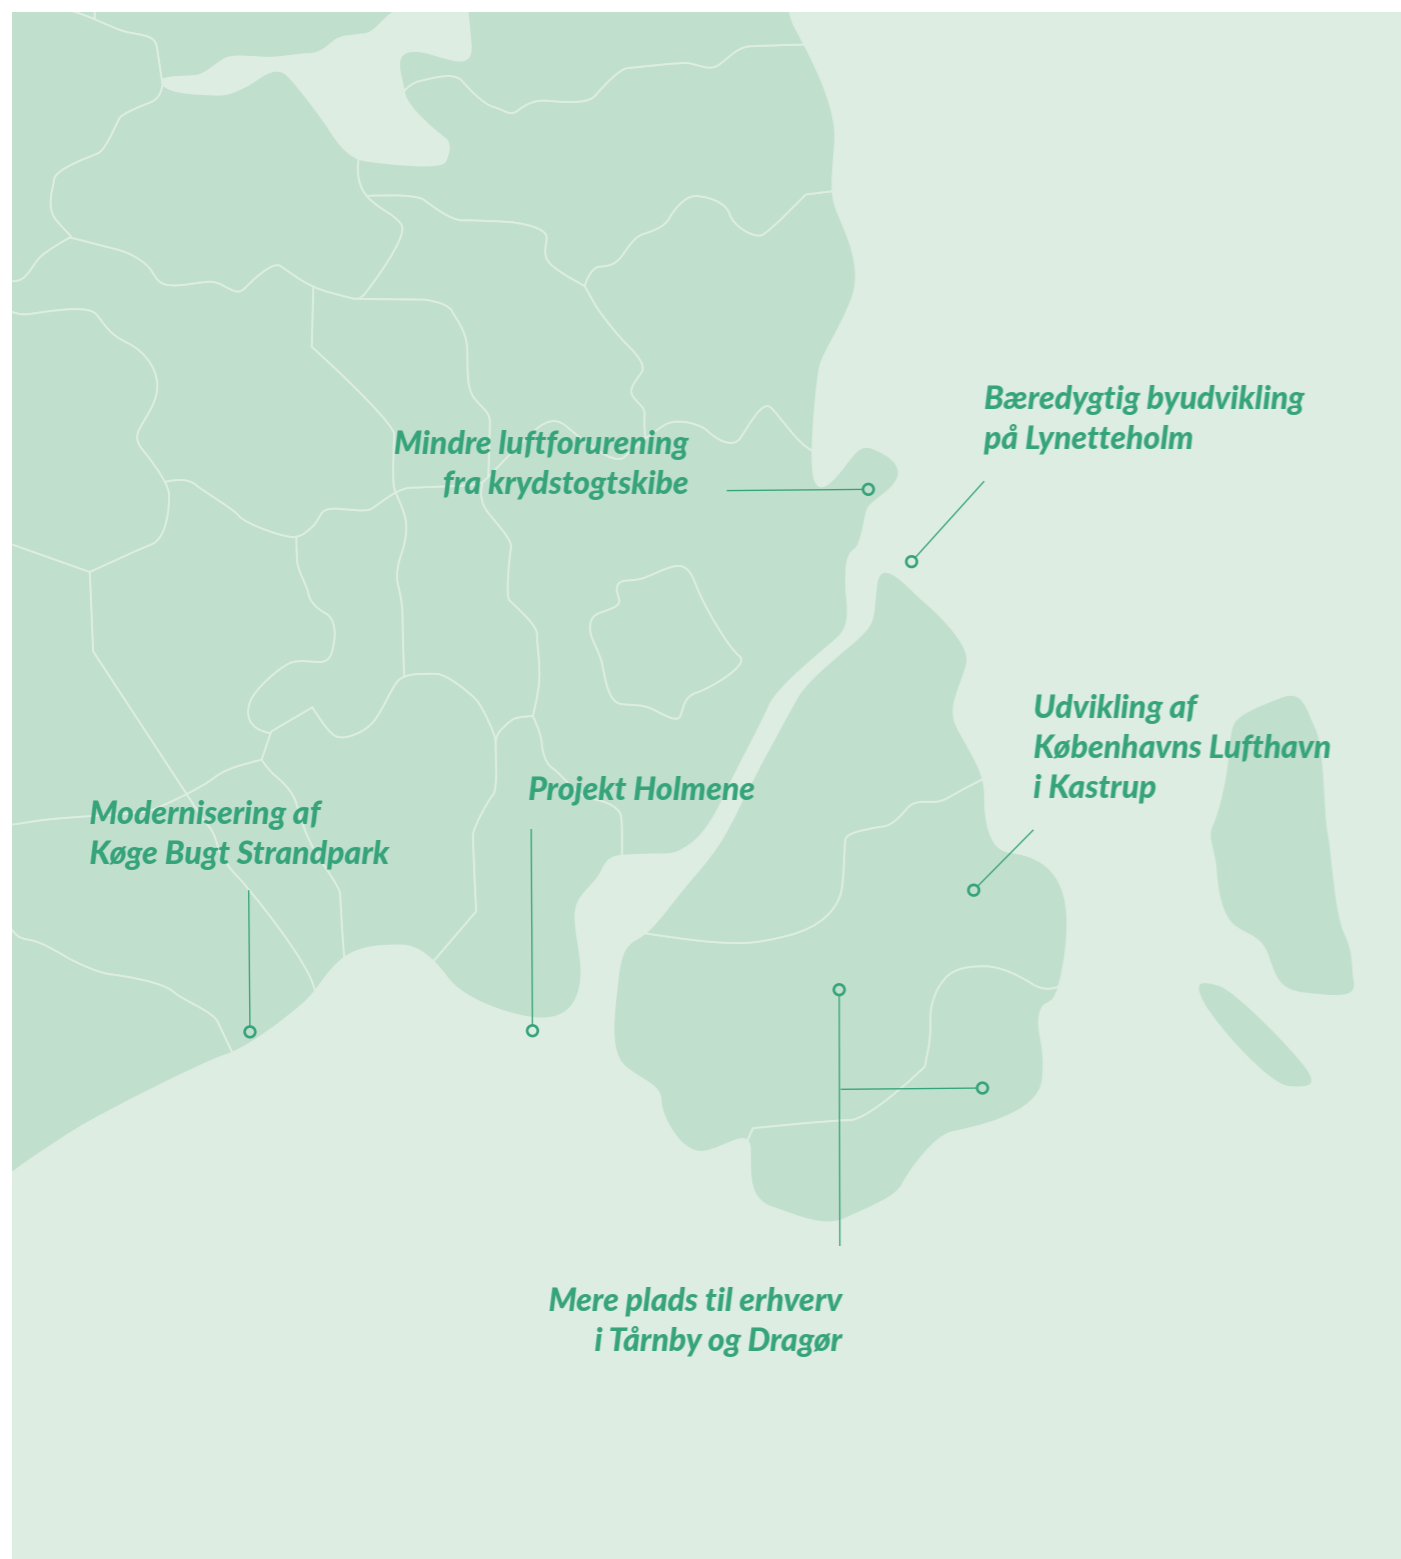 Bæredygtig byudvikling
på Lynetteholm
Mindre luftforurening
fra krydstogtskibe
Udvikling af
Københavns Lufthavn
i Kastrup
Projekt Holmene
Modernisering af
Køge Bugt Strandpark
Mere plads til erhverv
i Tårnby og Dragør